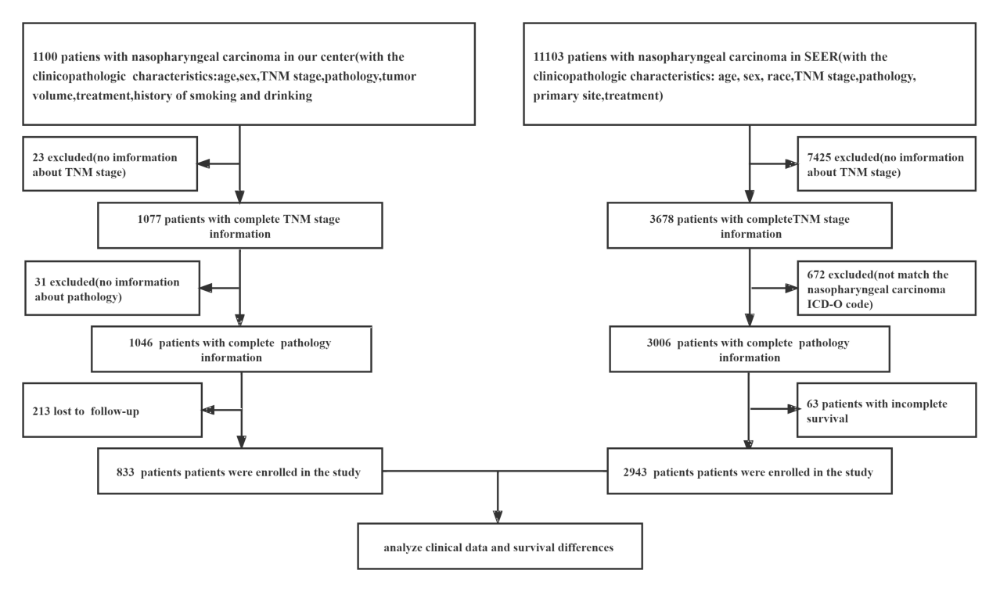 1100 patiens with nasopharyngeal carcinoma in our center(with the
clinicopathologic characteristics:age,sex,TNM stage,pathology,tumor
volume,treatment,history of smoking and drinking
11103 patiens with nasopharyngeal carcinoma in SEER(with the
clinicopathologic characteristics: age, sex, race,TNM stage,pathology,
primary site,treatment)
23 excluded(no imformation
about TNM stage)
7425 excluded(no imformation
about TNM stage)
1077 patients with complete TNM stage
information
3678 patients with completeTNM stage
information
31 excluded(no imformation
about pathology)
672 excluded(not match the
nasopharyngeal carcinoma
ICD-O code)
1046 patients with complete pathology
information
3006 patients with complete pathology
information
213 lost to follow-up
63 patients with incomplete
survival
833 patients patients were enrolled in the study
2943 patients patients were enrolled in the study
analyze clinical data and survival differences